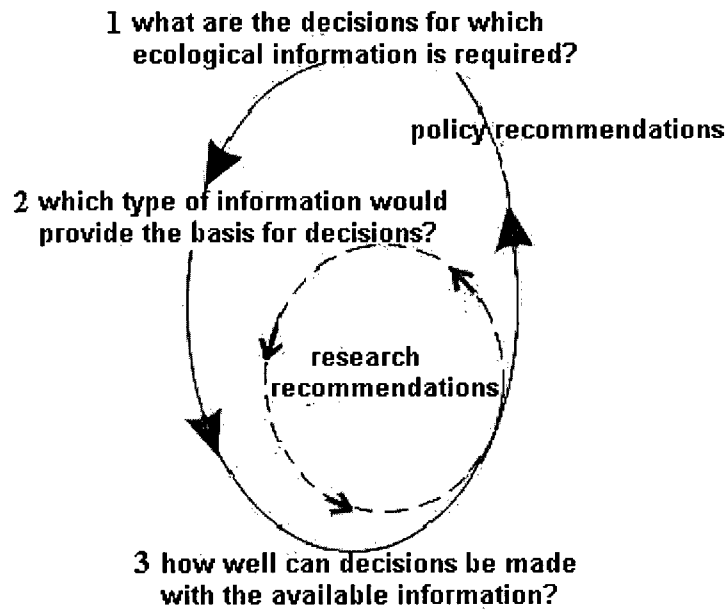 1 what are the decisions for which
ecological information is required?
policy recommendations
2 which type of information would
provide the basis for decisions?
research
recommendations
3 how well can decisions be made
with the available information?